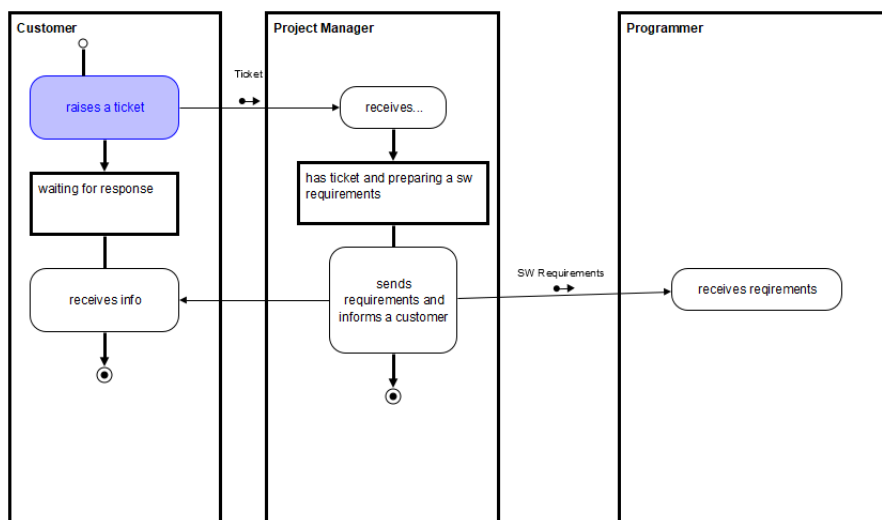 Customer
Project Manager
Programmer
Ticket
raises a ticket
receives...
waiting for response
has ticket and preparing a sw
requirements
SW Requirements
receives info
sends
requirements and
informs a customer
receives reqirements